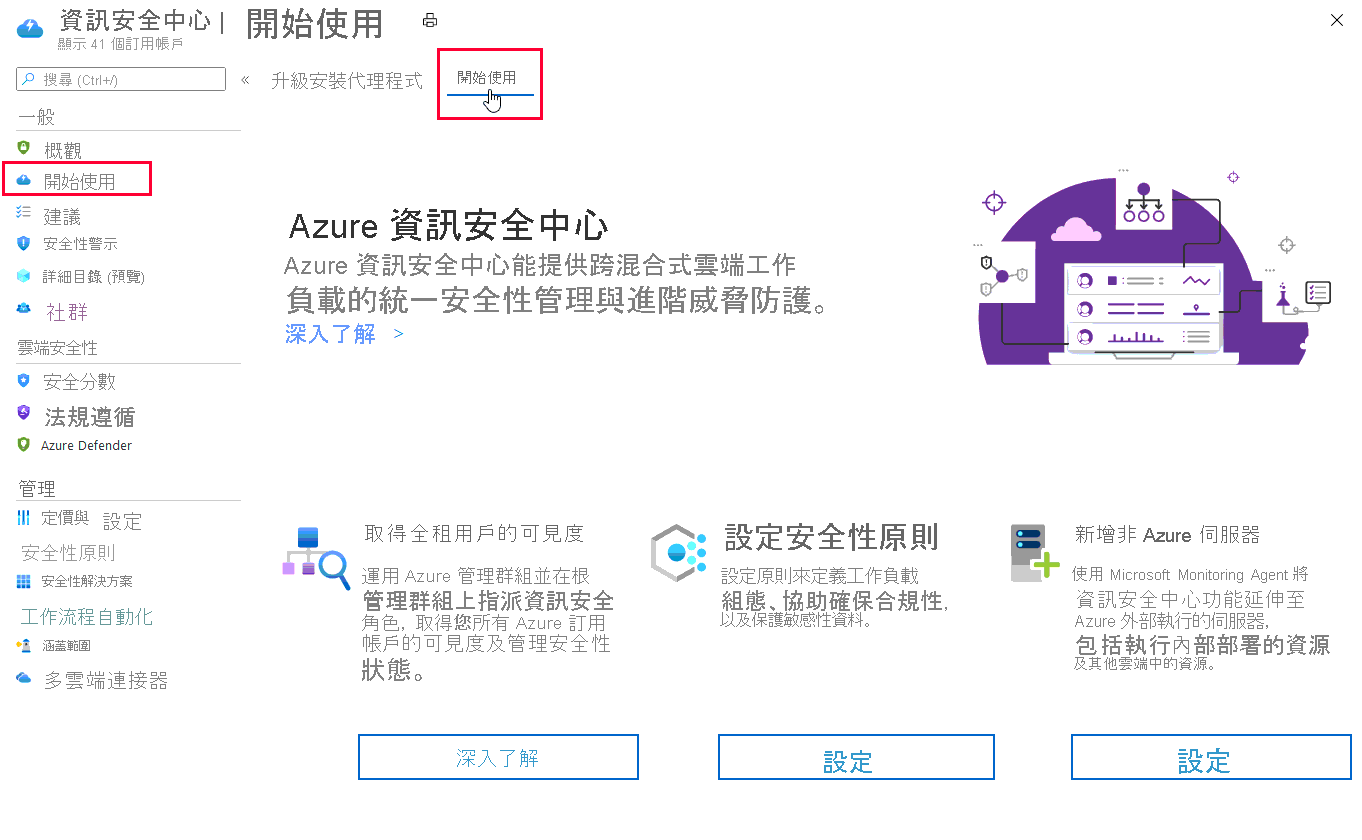 資訊安全中心 | 開始使用
顯示 41 個訂用帳戶
搜尋 (Ctrl+/)
«
升級安裝代理程式
開始使用
一般
概觀
開始使用
建議
安全性警示
詳細目錄 (預覽)
社群
雲端安全性
安全分數
法規遵循
Azure Defender
管理
定價與 設定
安全性原則
安全性解決方案
工作流程自動化
涵蓋範圍
多雲端連接器
Azure 資訊安全中心
Azure 資訊安全中心能提供跨混合式雲端工作
負載的統一安全性管理與進階威脅防護。
深入了解 >
取得全租用戶的可見度
運用 Azure 管理群組並在根
管理群組上指派資訊安全
角色, 取得您所有 Azure 訂用
帳戶的可見度及管理安全性
狀態。
深入了解
設定安全性原則
設定原則來定義工作負載
組態、協助確保合規性,
以及保護敏感性資料。
設定
新增非 Azure 伺服器
使用 Microsoft Monitoring Agent 將
資訊安全中心功能延伸至
Azure 外部執行的伺服器,
包括執行內部部署的資源
及其他雲端中的資源。
設定